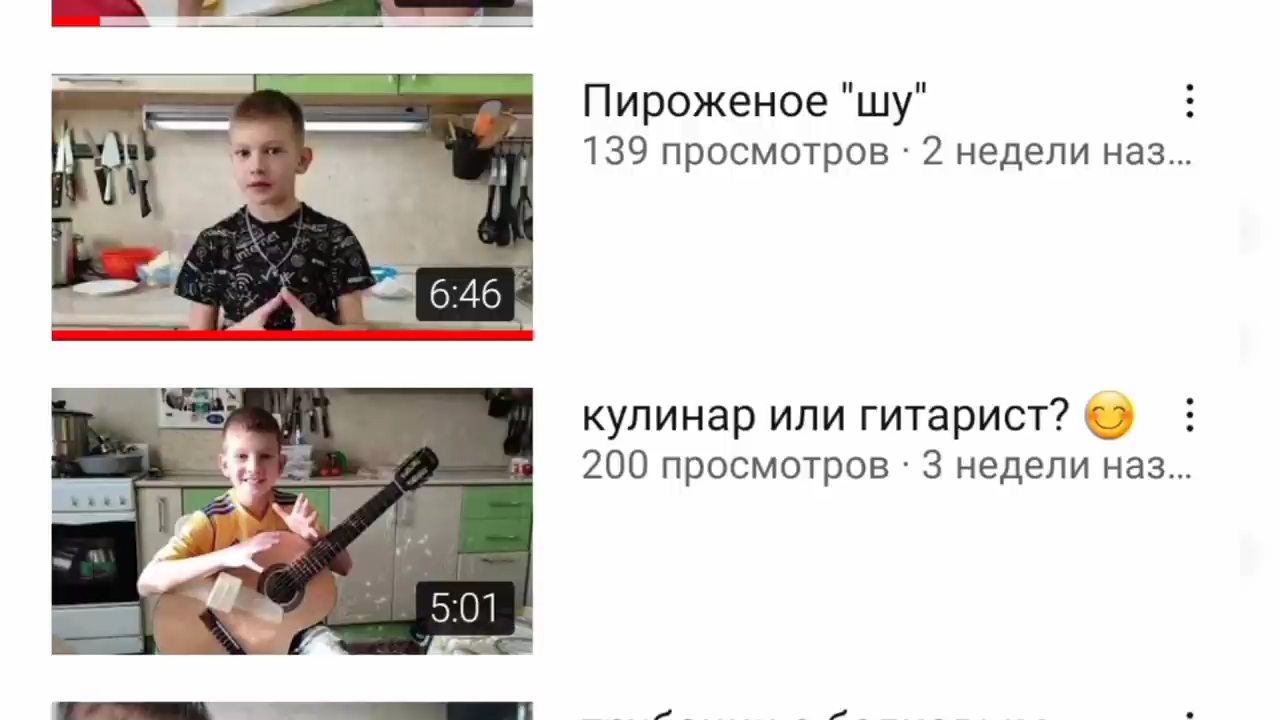 Пироженое "шу"
139 просмотров · 2 недели наз...
6:46
кулинар или гитарист? 😊
200 просмотров · 3 недели наз...
5:01